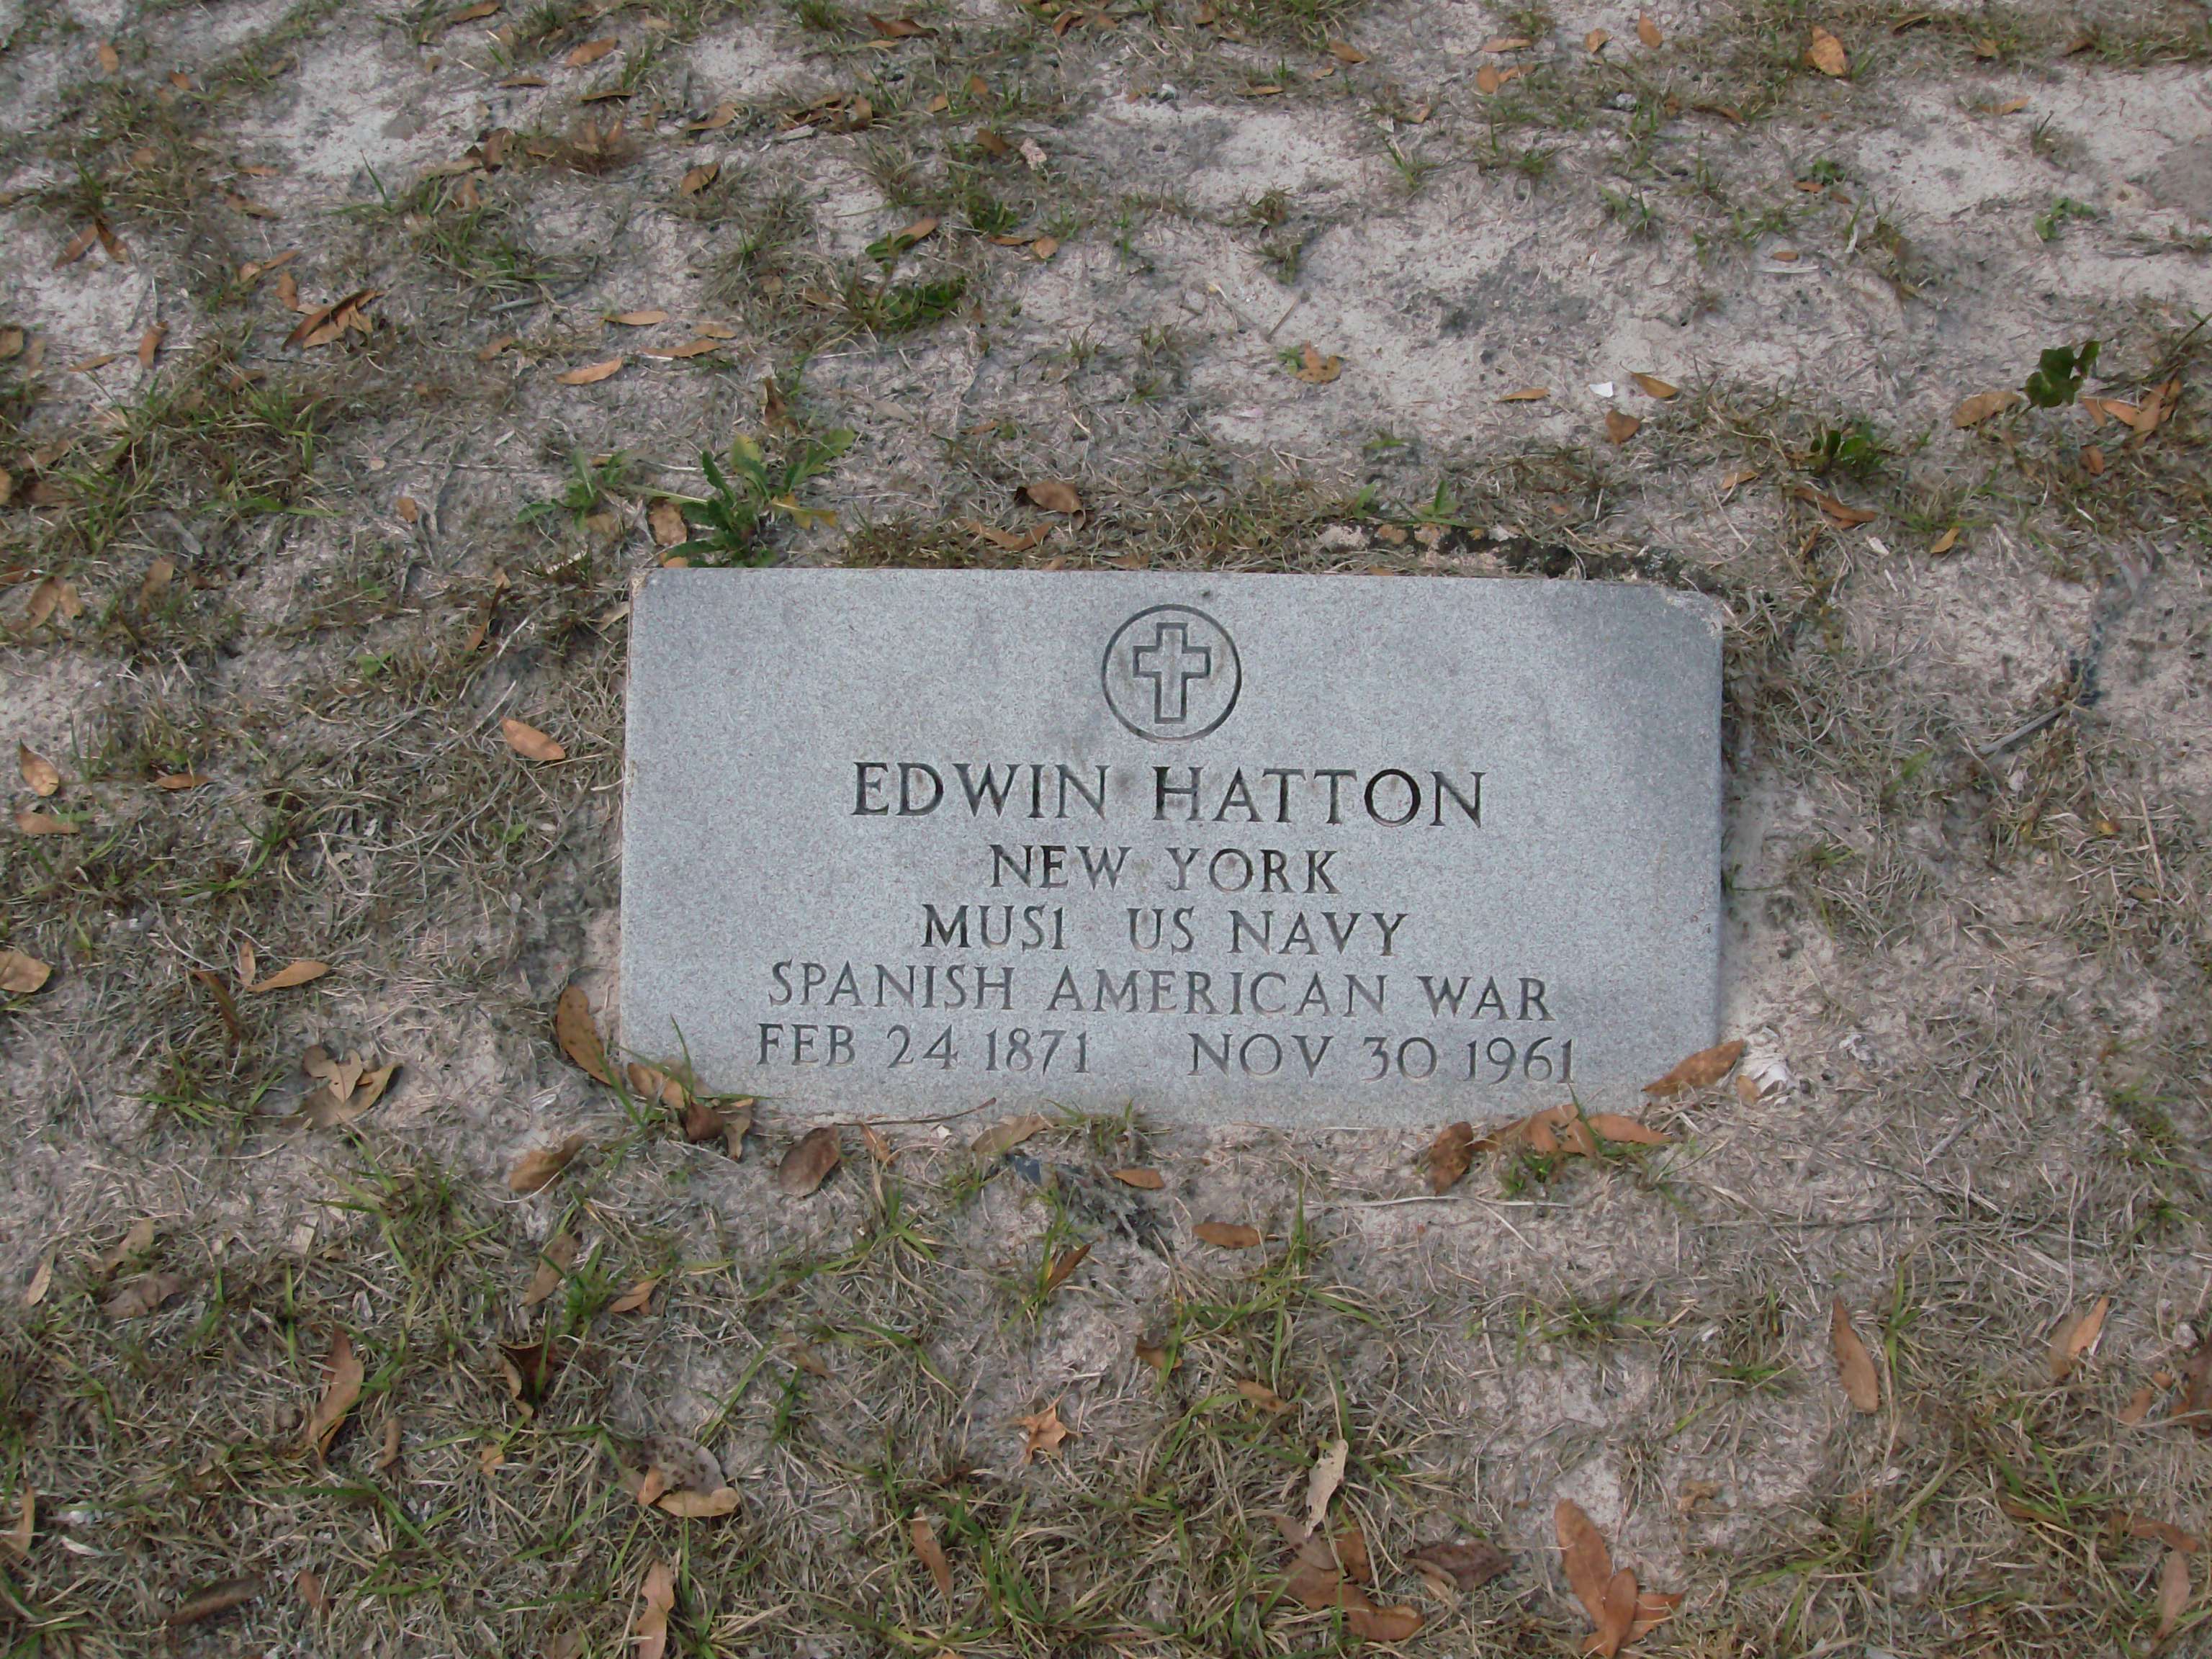 EDWIN HATTON
NEW YORK
MUS1 US NAVY
SPANISH AMERICAN WAR
FEB 24 1871 NOV 30 1961